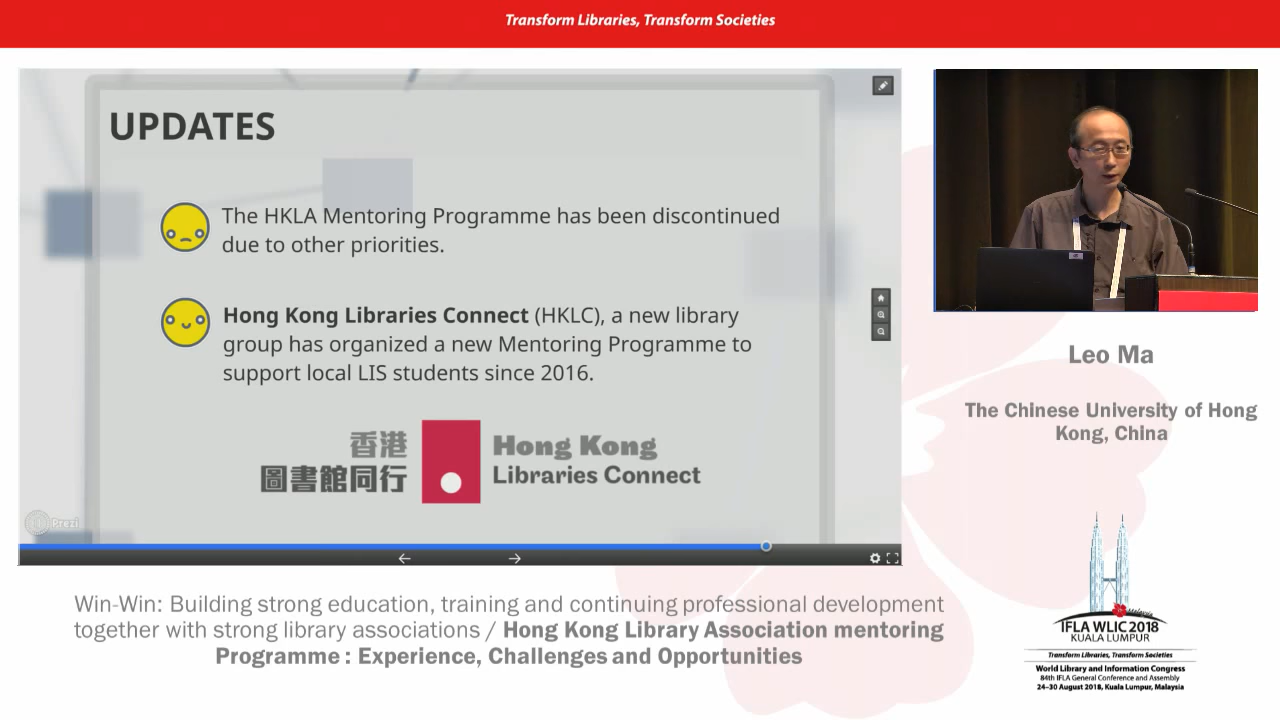 Transform Libraries, Transform Societies
UPDATES
The HKLA Mentoring Programme has been discontinued
due to other priorities.
Hong Kong Libraries Connect (HKLC), a new library
group has organized a new Mentoring Programme to
support local LIS students since 2016.
香港
圖書館同行
Hong Kong
Libraries Connect
Prezi
Leo Ma
The Chinese University of Hong
Kong, China
Win-Win: Building strong education, training and continuing professional development
together with strong library associations / Hong Kong Library Association mentoring
Programme : Experience, Challenges and Opportunities
Malaysia
IFLA WLIC 2018
KUALA LUMPUR
Transform Libraries, Transform Societies
World Library and Information Congress
84th IFLA General Conference and Assembly
24–30 August 2018, Kuala Lumpur, Malaysia